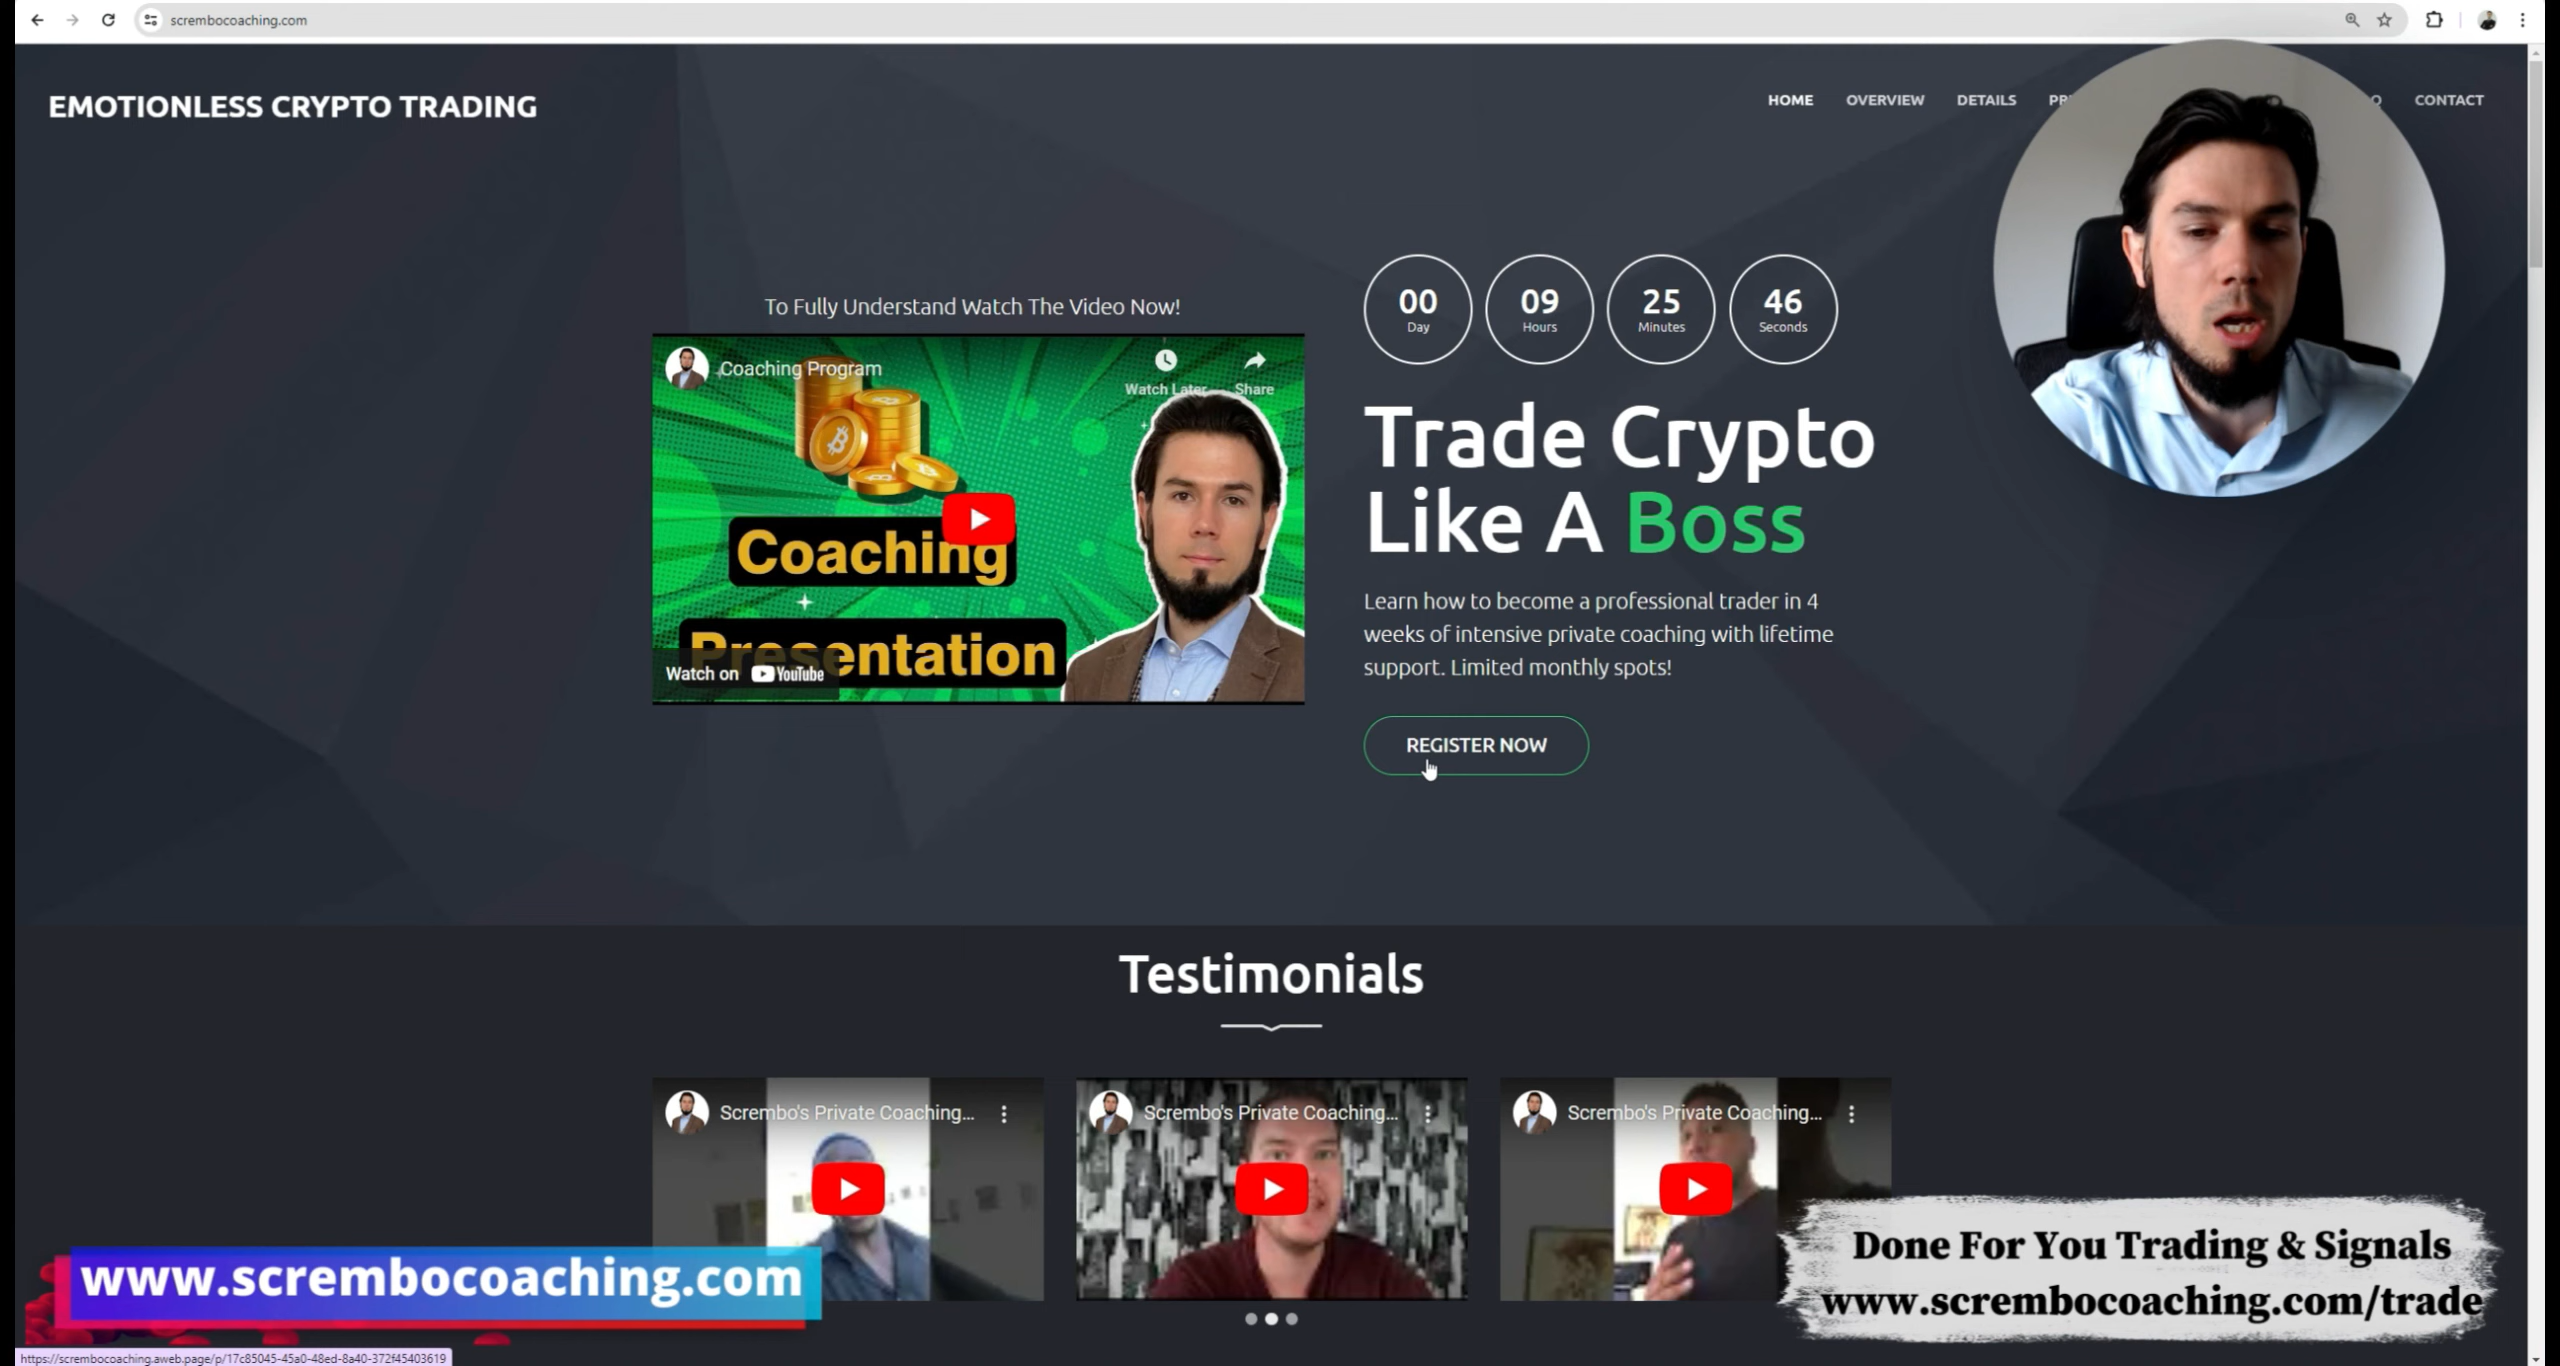 scrembocoaching.com
EMOTIONLESS CRYPTO TRADING
HOME OVERVIEW DETAILS CONTACT
To Fully Understand Watch The Video Now!
Coaching Program
Watch Later Share
Coaching
Presentation
Watch on YouTube
00 09 25 46
Day Hours Minutes Seconds
Trade Crypto
Like A Boss
Learn how to become a professional trader in 4
weeks of intensive private coaching with lifetime
support. Limited monthly spots!
REGISTER NOW
Testimonials
Scrembo's Private Coaching...
Scrembo's Private Coaching...
Scrembo's Private Coaching...
www.scrembocoaching.com
Done For You Trading & Signals
www.scrembocoaching.com/trade
https://scrembocoaching.aweb.page/p/17c85045-45a0-48ed-8a40-372f45403619